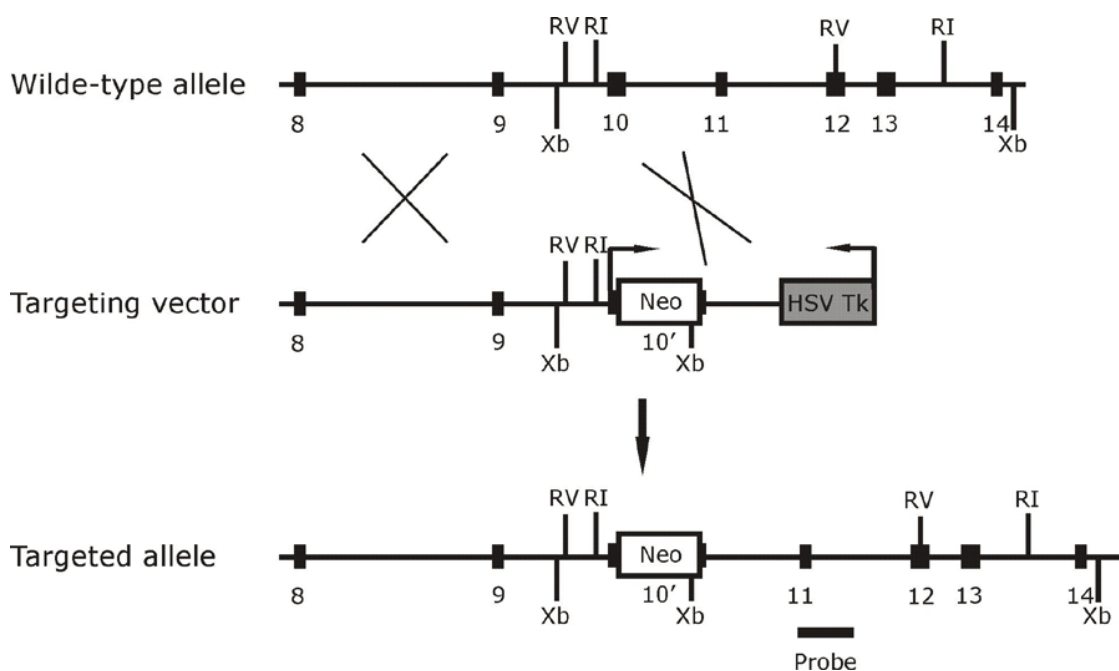 RV RI RV RI
Wilde-type allele
8 9 10 11 12 13 14
Xb Xb
RV RI
Targeting vector Neo HSV Tk
8 9 10′
Xb Xb
RV RI RV RI
Targeted allele Neo
8 9 10′ 11 12 13 14
Xb Xb Xb
Probe